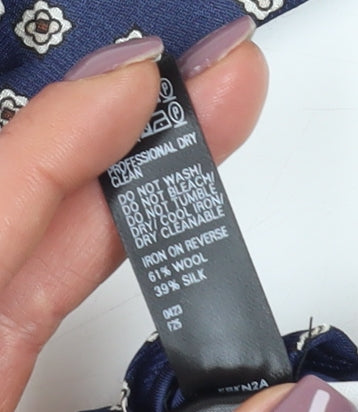 P
P
PROFESSIONAL DRY
CLEAN
DO NOT WASH/
DO NOT BLEACH/
DO NOT TUMBLE
DRY/ COOL IRON/
DRY CLEANABLE
IRON ON REVERSE
61% WOOL
39% SILK
0423
F25